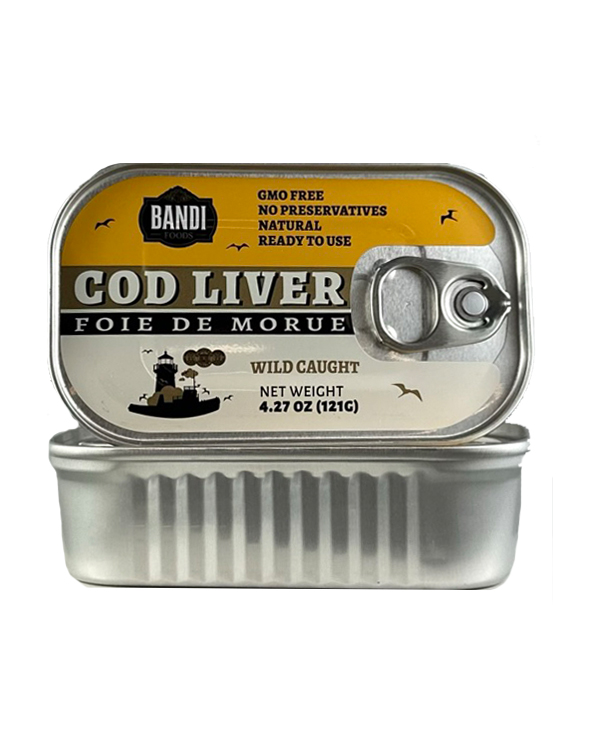 BANDI
FOODS
GMO FREE
NO PRESERVATIVES
NATURAL
READY TO USE
COD LIVER
FOIE DE MORUE
WILD CAUGHT
NET WEIGHT
4.27 OZ (121G)